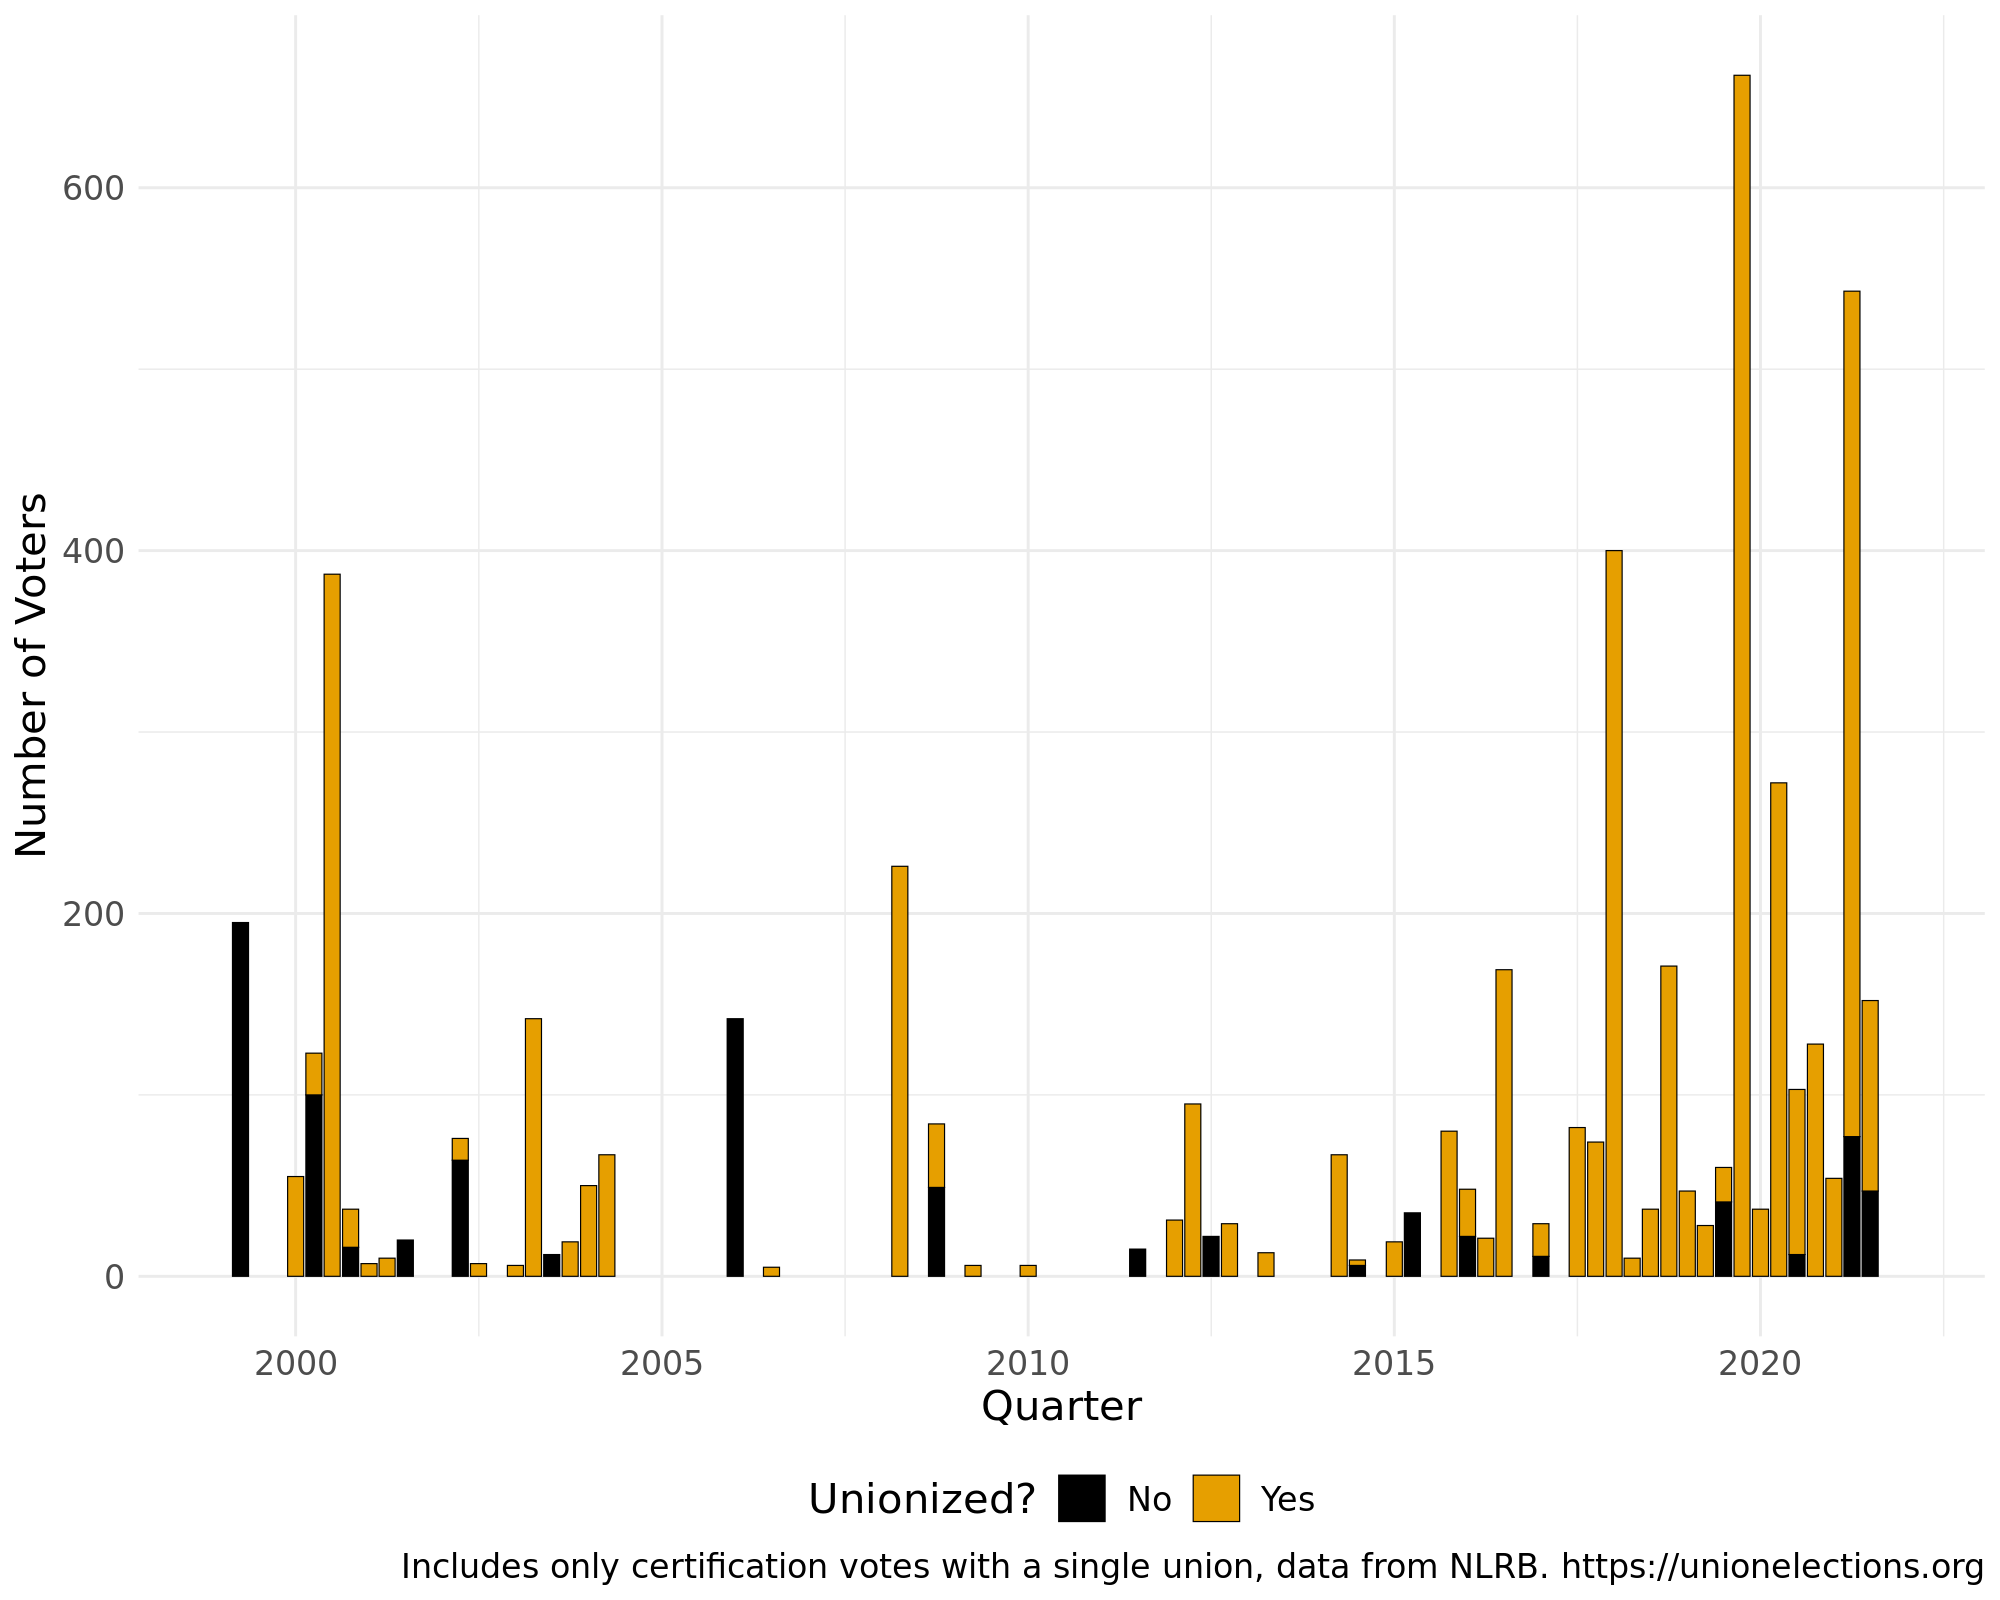 600
400
200
0
Number of Voters
2000 2005 2010 2015 2020
Quarter
Unionized? No Yes
Includes only certification votes with a single union, data from NLRB. https://unionelections.org